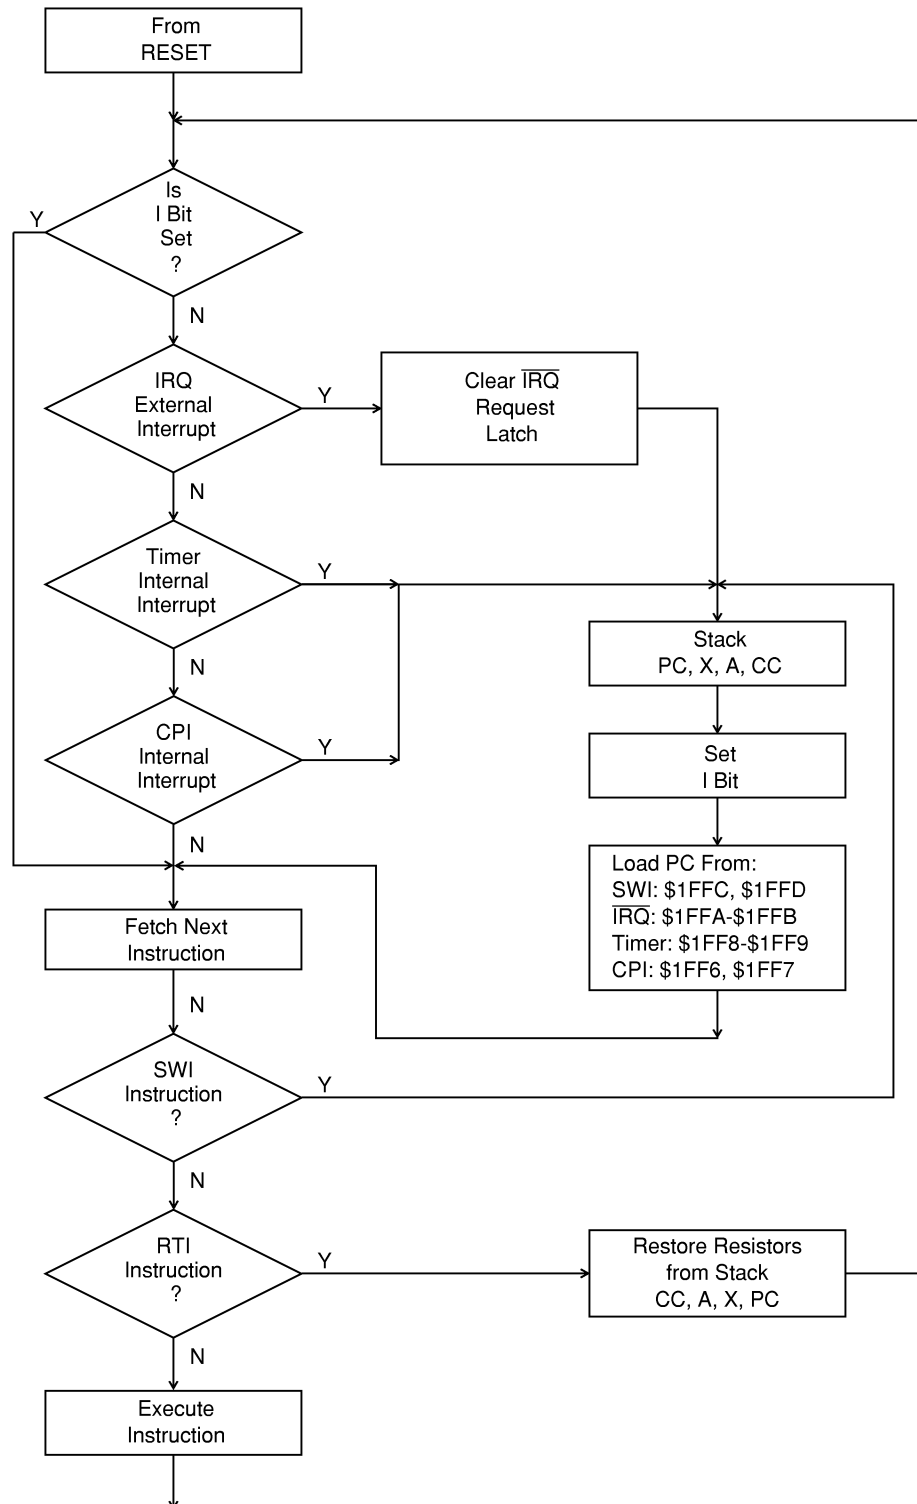 From
RESET
Is
I Bit
Set
?
Y
N
IRQ
External
Interrupt
Y
Clear I̅R̅Q̅
Request
Latch
N
Timer
Internal
Interrupt
Y
Stack
PC, X, A, CC
N
CPI
Internal
Interrupt
Y
Set
I Bit
N
Load PC From:
SWI: $1FFC, $1FFD
I̅R̅Q̅: $1FFA-$1FFB
Timer: $1FF8-$1FF9
CPI: $1FF6, $1FF7
Fetch Next
Instruction
N
SWI
Instruction
?
Y
N
RTI
Instruction
?
Y
Restore Resistors
from Stack
CC, A, X, PC
N
Execute
Instruction